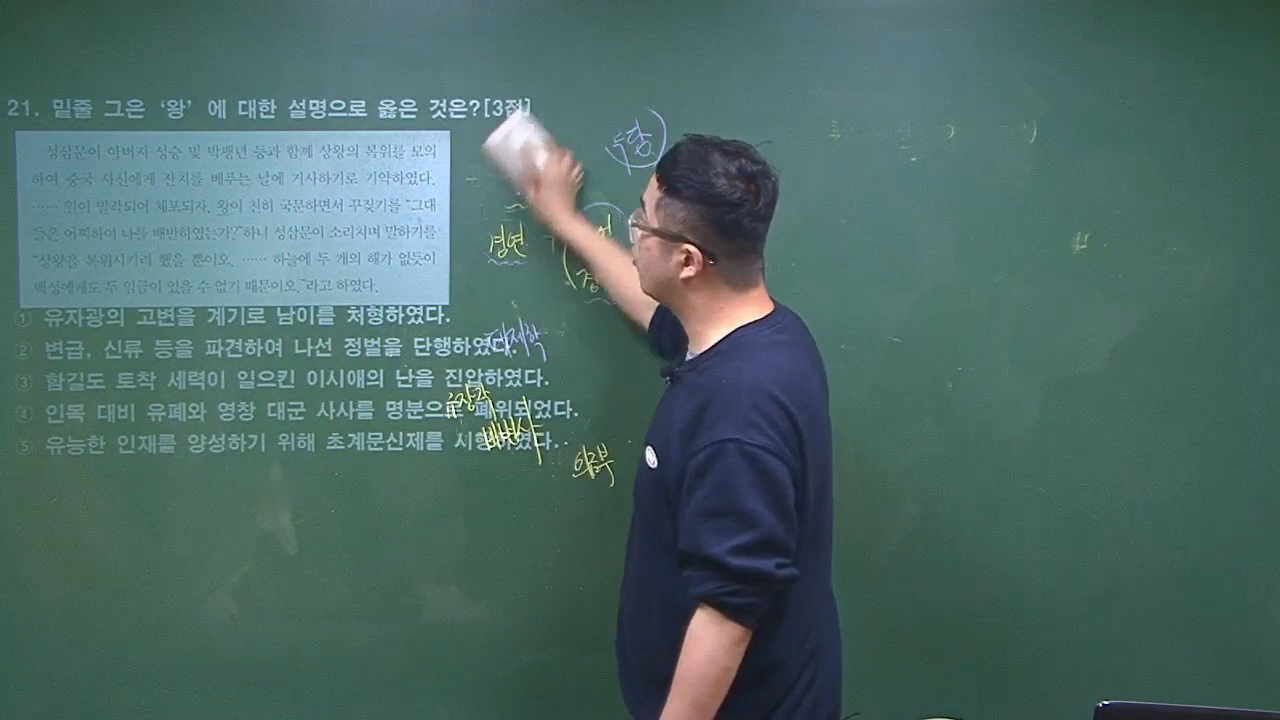 21. 밑줄 그은 ‘왕’ 에 대한 설명으로 옳은 것은?[3점]
성삼문이 아버지 성승 및 박팽년 등과 함께 상왕의 복위를 모의
하여 중국 사신에게 잔치를 베푸는 날에 거사하기로 기약하였다.
…… 일이 발각되어 체포되자, 왕이 친히 국문하면서 꾸짖기를 “그대
들은 어찌하여 나를 배반하였는가?”하니 성삼문이 소리치며 말하기를
“상왕을 복위시키려 했을 뿐이오. …… 하늘에 두 개의 해가 없듯이
백성에게도 두 임금이 있을 수 없기 때문이오.”라고 하였다.
① 유자광의 고변을 계기로 남이를 처형하였다.
② 변급, 신류 등을 파견하여 나선 정벌을 단행하였다.
③ 함길도 토착 세력이 일으킨 이시애의 난을 진압하였다.
④ 인목 대비 유폐와 영창 대군 사사를 명분으로 폐위되었다.
⑤ 유능한 인재를 양성하기 위해 초계문신제를 시행하였다.
경연
대제학
비변사
의금부